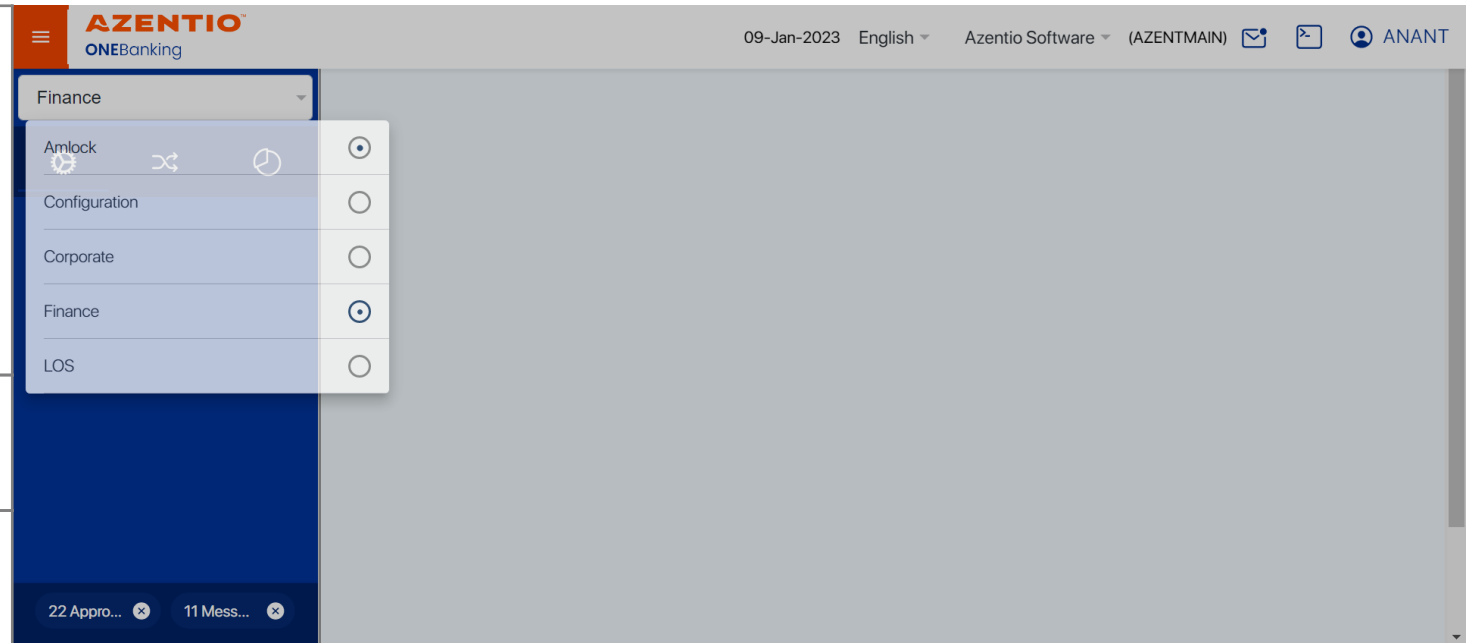 AZENTIO™
ONEBanking
09-Jan-2023 English Azentio Software (AZENTMAIN) ANANT
Finance
Amlock
Configuration
Corporate
Finance
LOS
22 Appro... 11 Mess...